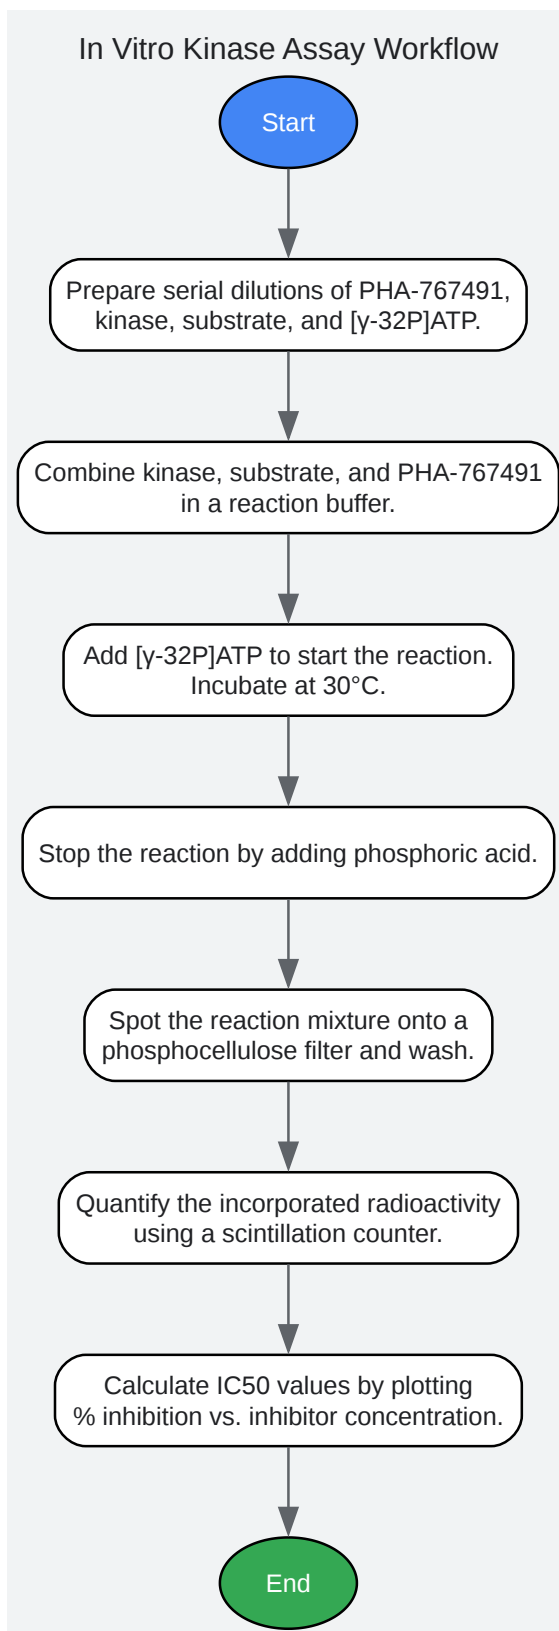 In Vitro Kinase Assay Workflow
Start
Prepare serial dilutions of PHA-767491,
kinase, substrate, and [γ-32P]ATP.
Combine kinase, substrate, and PHA-767491
in a reaction buffer.
Add [γ-32P]ATP to start the reaction.
Incubate at 30°C.
Stop the reaction by adding phosphoric acid.
Spot the reaction mixture onto a
phosphocellulose filter and wash.
Quantify the incorporated radioactivity
using a scintillation counter.
Calculate IC50 values by plotting
% inhibition vs. inhibitor concentration.
End